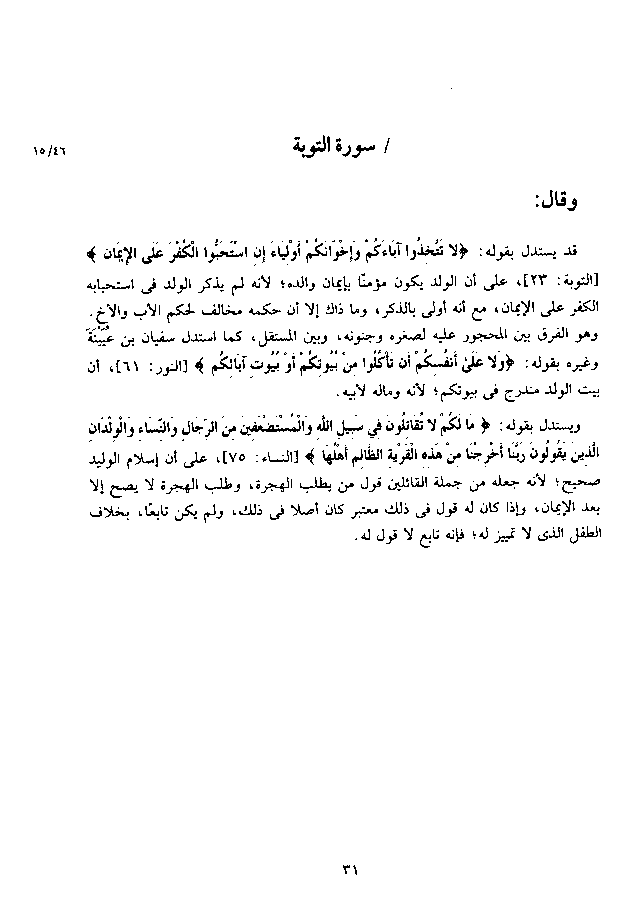 ١٥/٤٦
/ سورة التوبة
وقال:
قد يستدل بقوله: ﴿لا تَتَّخِذُوا آبَاءَكُمْ وَإِخْوَانَكُمْ أَوْلِيَاءَ إِنِ اسْتَحَبُّوا الْكُفْرَ عَلَى الإِيمَانِ ﴾
[التوبة: ٢٣]، على أن الولد يكون مؤمنًا بإيمان والده؛ لأنه لم يذكر الولد فى استحبابه
الكفر على الإيمان، مع أنه أولى بالذكر، وما ذاك إلا أن حكمه مخالف لحكم الأب والأخ.
وهو الفرق بين المحجور عليه لصغره وجنونه، وبين المستقل، كما استدل سفيان بن عُيَيْنَةَ
وغيره بقوله: ﴿وَلا عَلَىٰ أَنفُسِكُمْ أَن تَأْكُلُوا مِنْ بُيُوتِكُمْ أَوْ بُيُوتِ آبَائِكُمْ ﴾ [النور: ٦١]، أن
بيت الولد مندرج فى بيوتكم؛ لأنه وماله لأبيه.
ويستدل بقوله: ﴿ مَا لَكُمْ لا تُقَاتِلُونَ فِي سَبِيلِ اللَّهِ وَالْمُسْتَضْعَفِينَ مِنَ الرِّجَالِ وَالنِّسَاءِ وَالْوِلْدَانِ
الَّذِينَ يَقُولُونَ رَبَّنَا أَخْرِجْنَا مِنْ هَذِهِ الْقَرْيَةِ الظَّالِمِ أَهْلُهَا ﴾ [النساء: ٧٥]، على أن إسلام الوليد
صحيح؛ لأنه جعله من جملة القائلين قول من يطلب الهجرة، وطلب الهجرة لا يصح إلا
بعد الإيمان، وإذا كان له قول فى ذلك معتبر كان أصلا فى ذلك، ولم يكن تابعًا، بخلاف
الطفل الذى لا تمييز له؛ فإنه تابع لا قول له.
٣١